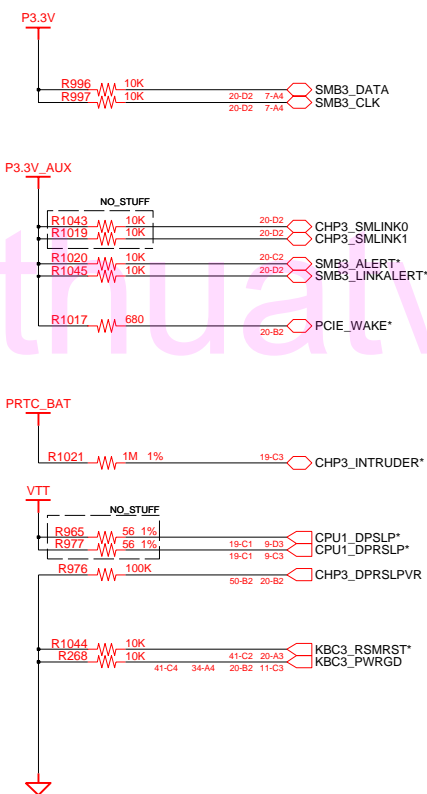 P3.3V
R996 10K 20-D2 7-A4 SMB3_DATA
R997 10K 20-D2 7-A4 SMB3_CLK
P3.3V_AUX
NO_STUFF
R1043 10K 20-D2 CHP3_SMLINK0
R1019 10K 20-D2 CHP3_SMLINK1
R1020 10K 20-C2 SMB3_ALERT*
R1045 10K 20-D2 SMB3_LINKALERT*
R1017 680 20-B2 PCIE_WAKE*
PRTC_BAT
R1021 1M 1% 19-C3 CHP3_INTRUDER*
VTT
NO_STUFF
R965 56 1% 19-C1 9-D3 CPU1_DPSLP*
R977 56 1% 19-C1 9-C3 CPU1_DPRSLP*
R976 100K 50-B2 20-B2 CHP3_DPRSLPVR
R1044 10K 41-C2 20-A3 KBC3_RSMRST*
R268 10K 41-C4 34-A4 20-B2 11-C3 KBC3_PWRGD